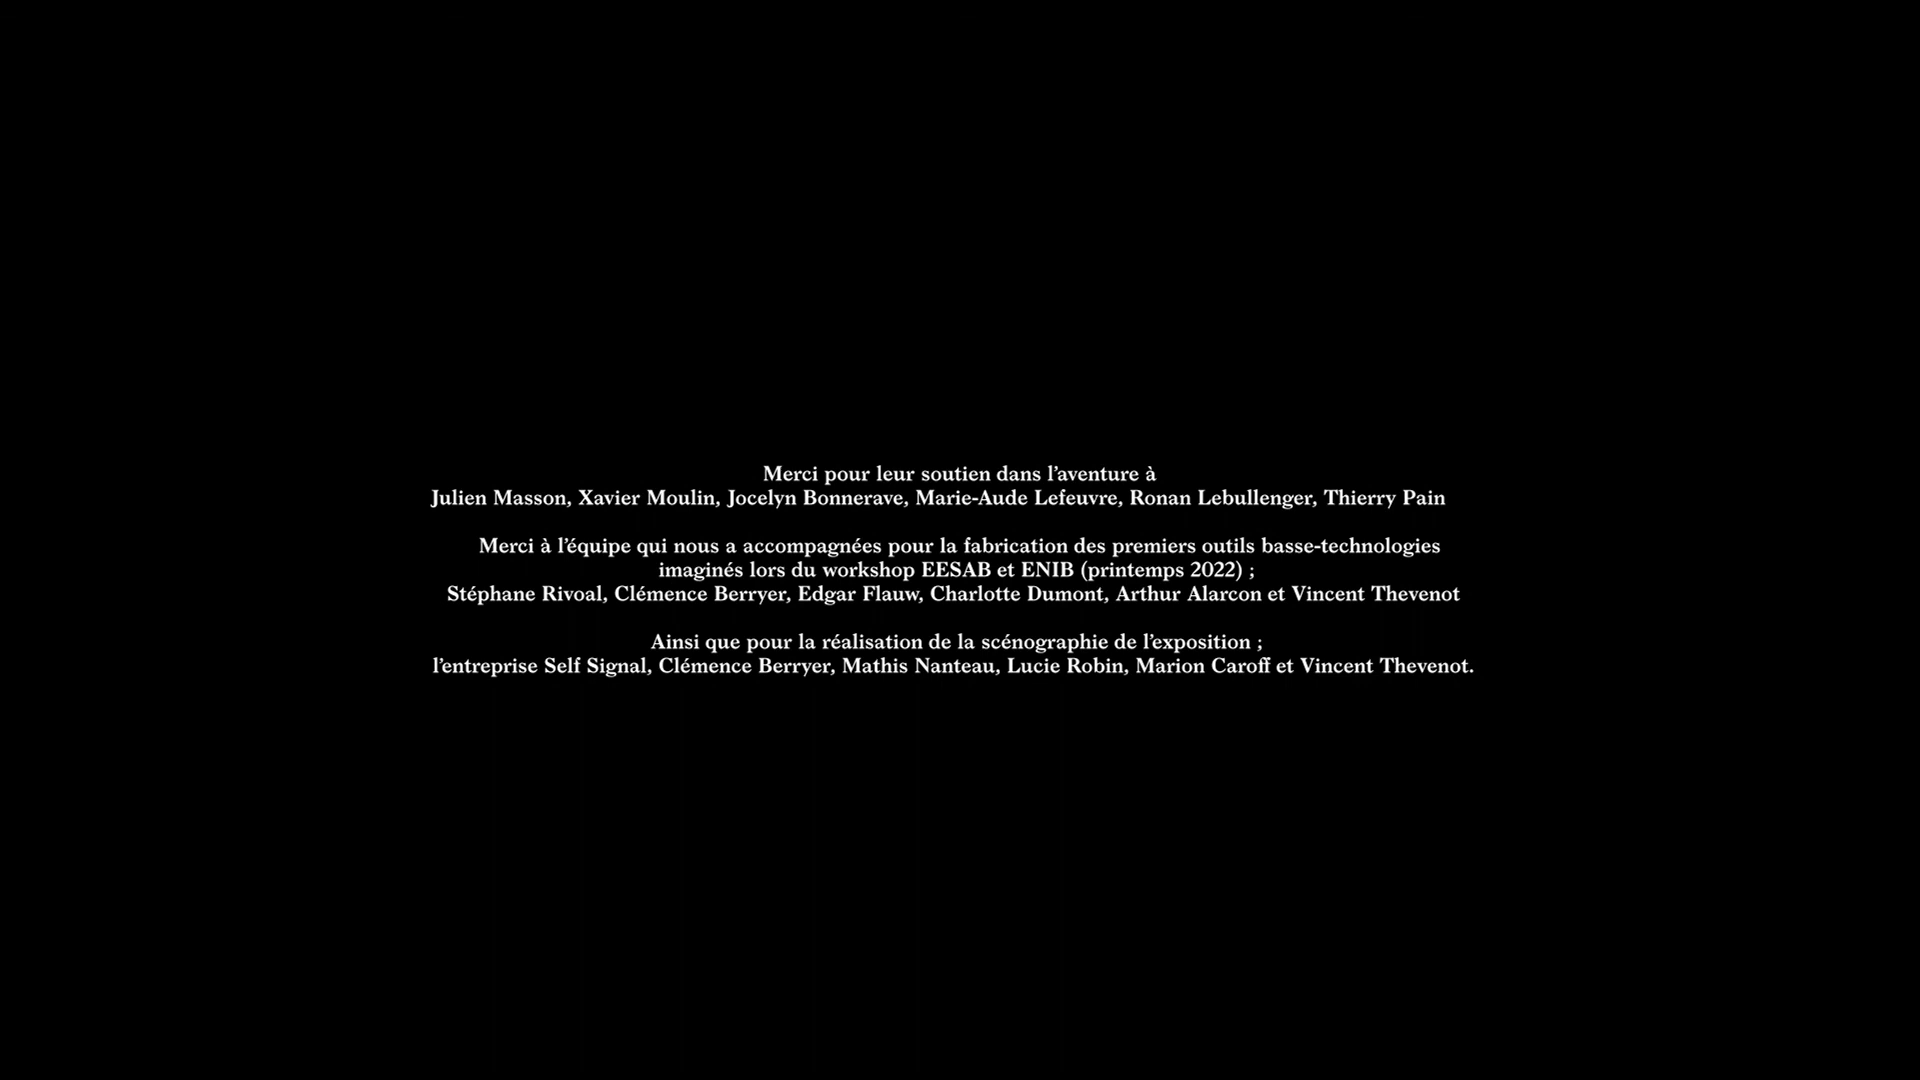 Merci pour leur soutien dans l’aventure à
Julien Masson, Xavier Moulin, Jocelyn Bonnerave, Marie-Aude Lefeuvre, Ronan Lebullenger, Thierry Pain
Merci à l’équipe qui nous a accompagnées pour la fabrication des premiers outils basse-technologies
imaginés lors du workshop EESAB et ENIB (printemps 2022) ;
Stéphane Rivoal, Clémence Berryer, Edgar Flauw, Charlotte Dumont, Arthur Alarcon et Vincent Thevenot
Ainsi que pour la réalisation de la scénographie de l’exposition ;
l’entreprise Self Signal, Clémence Berryer, Mathis Nanteau, Lucie Robin, Marion Caroff et Vincent Thevenot.